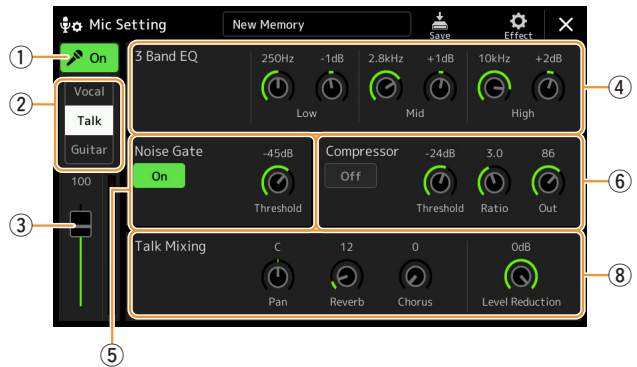 Mic Setting New Memory Save Effect
① On
② Vocal
Talk
Guitar
100
③
3 Band EQ 250Hz -1dB 2.8kHz +1dB 10kHz +2dB
Low Mid High
④
Noise Gate -45dB
On
Threshold
⑤
Compressor -24dB 3.0 86
Off
Threshold Ratio Out
⑥
Talk Mixing C 12 0 0dB
Pan Reverb Chorus Level Reduction
⑧